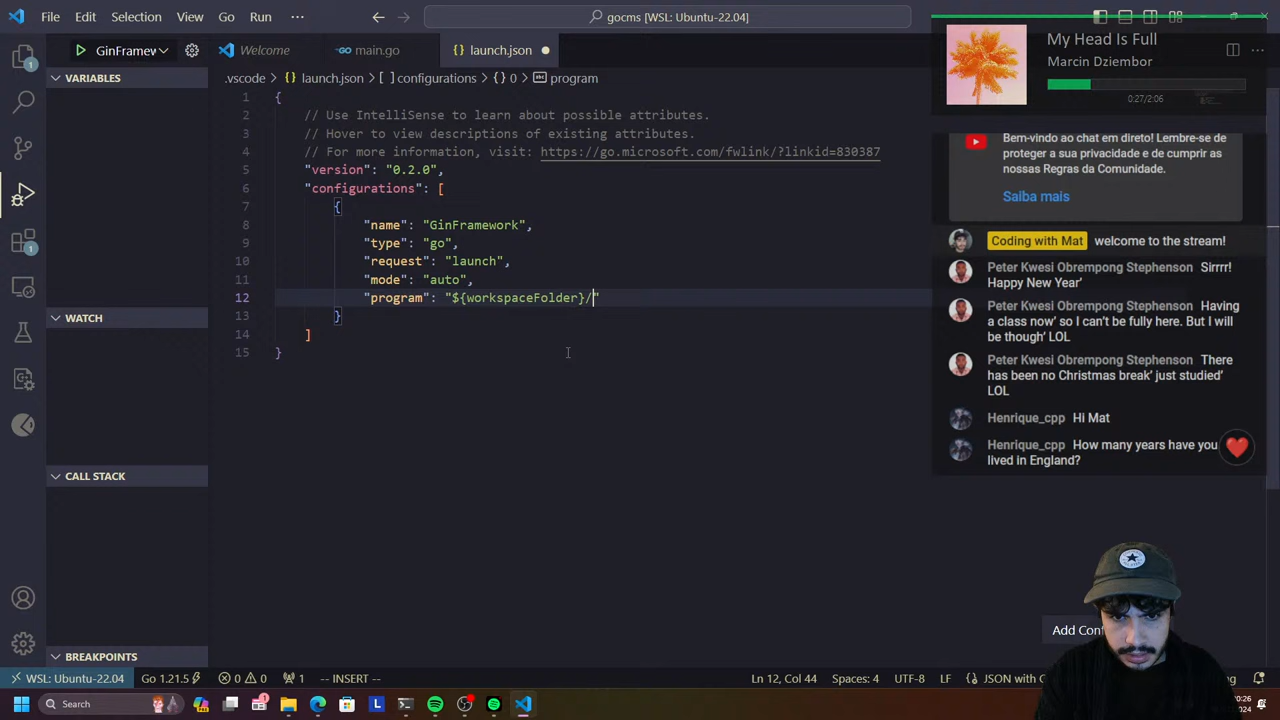 File Edit Selection View Go Run ··· gocms [WSL: Ubuntu-22.04]
GinFramew Welcome main.go launch.json
VARIABLES
.vscode > {} launch.json > [ ] configurations > {} 0 > abc program
1 {
2 // Use IntelliSense to learn about possible attributes.
3 // Hover to view descriptions of existing attributes.
4 // For more information, visit: https://go.microsoft.com/fwlink/?linkid=830387
5 "version": "0.2.0",
6 "configurations": [
7 {
8 "name": "GinFramework",
9 "type": "go",
10 "request": "launch",
11 "mode": "auto",
12 "program": "${workspaceFolder}/"
13 }
14 ]
15 }
WATCH
CALL STACK
BREAKPOINTS
My Head Is Full
Marcin Dziembor
0:27/2:06
Bem-vindo ao chat em direto! Lembre-se de
proteger a sua privacidade e de cumprir as
nossas Regras da Comunidade.
Saiba mais
Coding with Mat welcome to the stream!
Peter Kwesi Obrempong Stephenson Sirrrr!
Happy New Year'
Peter Kwesi Obrempong Stephenson Having
a class now' so I can't be fully here. But I will
be though' LOL
Peter Kwesi Obrempong Stephenson There
has been no Christmas break' just studied'
LOL
Henrique_cpp Hi Mat
Henrique_cpp How many years have you
lived in England?
Add Con
WSL: Ubuntu-22.04 Go 1.21.5 0 0 1 -- INSERT -- Ln 12, Col 44 Spaces: 4 UTF-8 LF {} JSON with C
Search